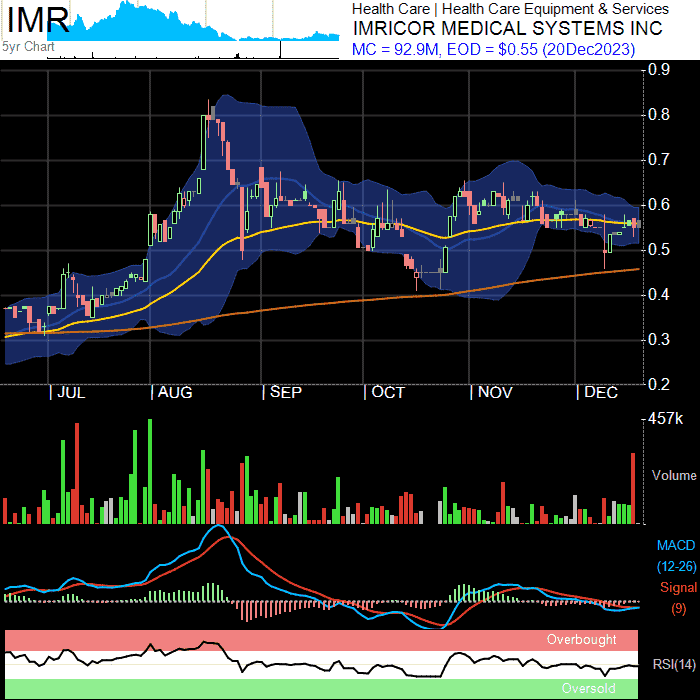 IMR
5yr Chart
Health Care | Health Care Equipment & Services
IMRICOR MEDICAL SYSTEMS INC
MC = 92.9M, EOD = $0.55 (20Dec2023)
0.9
0.8
0.7
0.6
0.5
0.4
0.3
0.2
| JUL | AUG | SEP | OCT | NOV | DEC
457k
Volume
MACD
(12-26)
Signal
(9)
Overbought
RSI(14)
Oversold